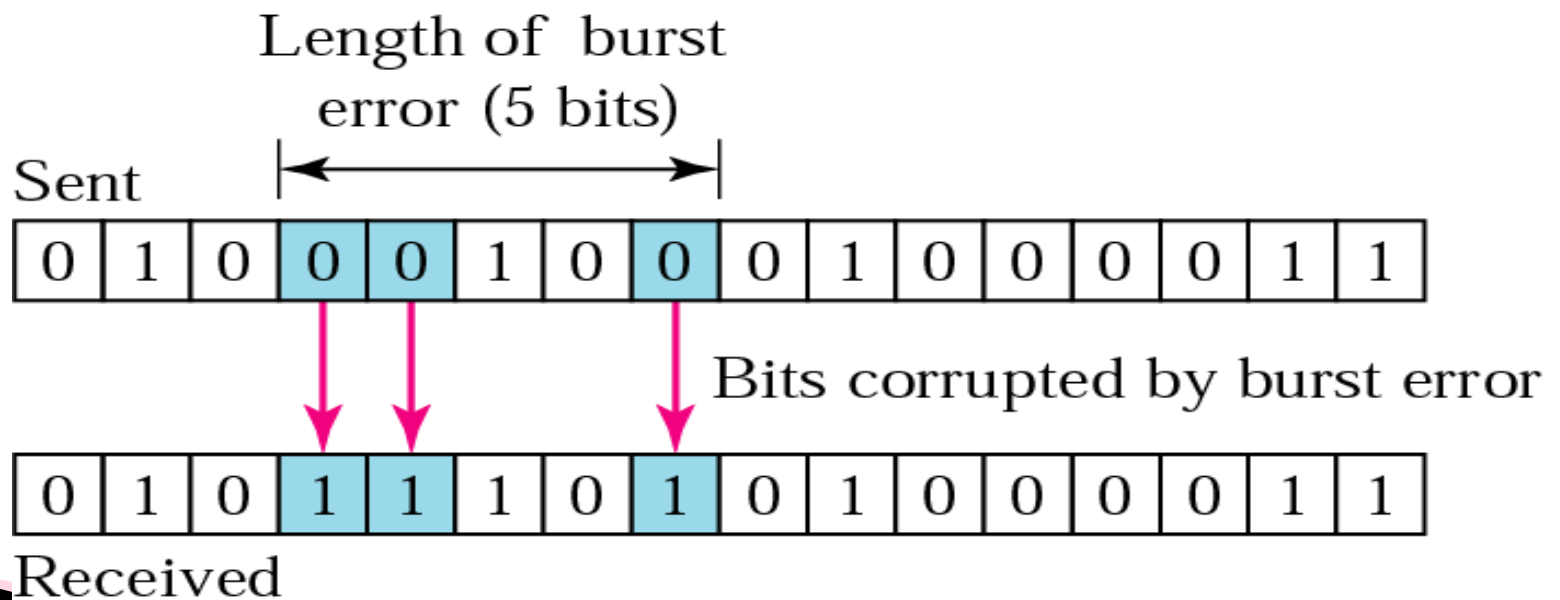 Length of burst
error (5 bits)
Sent
0 1 0 0 0 1 0 0 0 1 0 0 0 0 1 1
Bits corrupted by burst error
0 1 0 1 1 1 0 1 0 1 0 0 0 0 1 1
Received